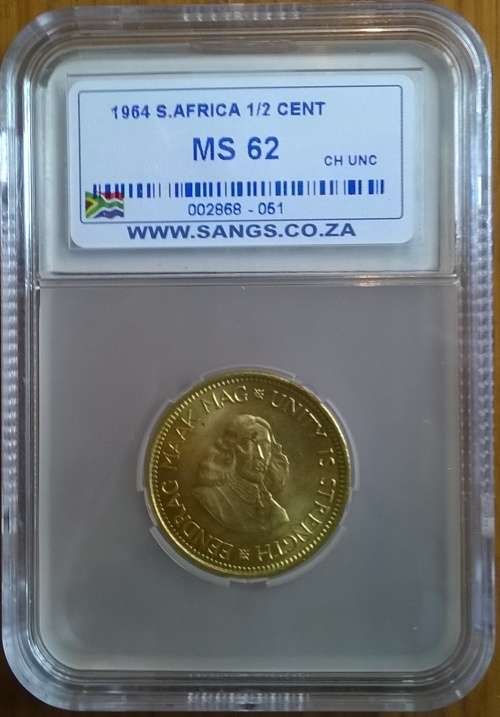 1964 S.AFRICA 1/2 CENT
MS 62
CH UNC
002868 - 051
WWW.SANGS.CO.ZA
EENDRAG MAAK MAG * UNITY IS STRENGTH *